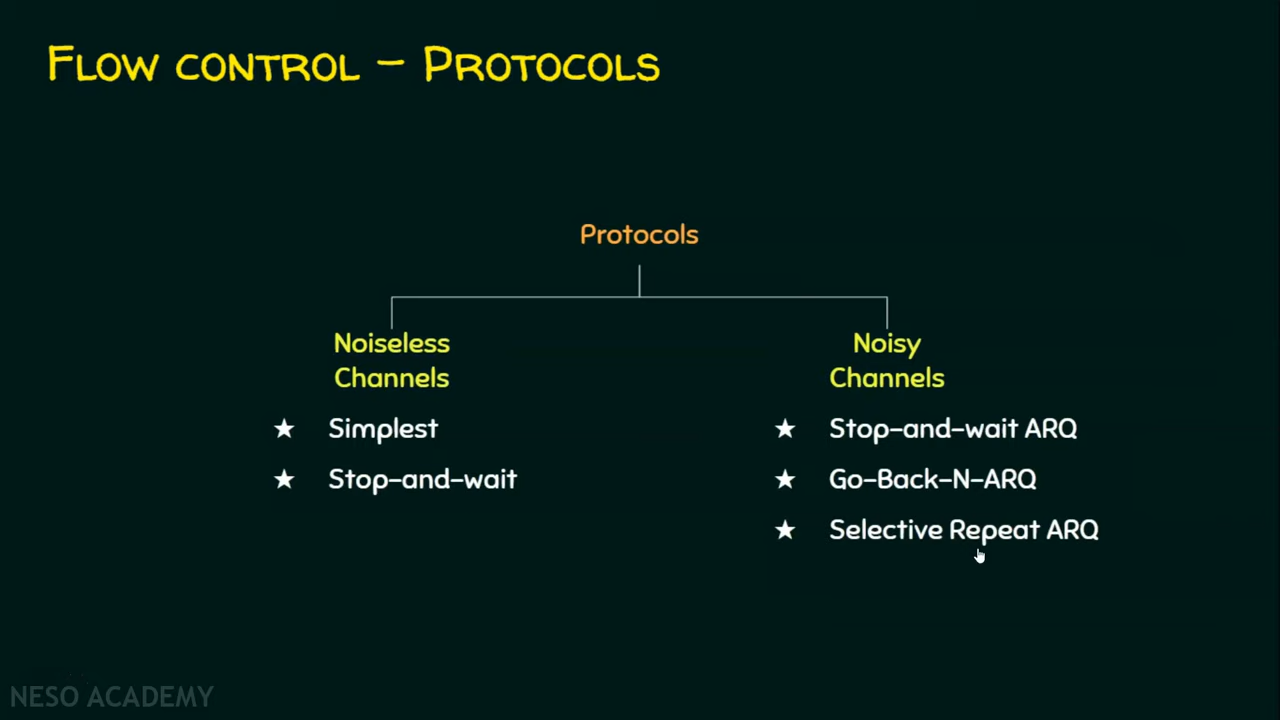 Flow control – Protocols
Protocols
Noiseless
Channels
★ Simplest
★ Stop-and-wait
Noisy
Channels
★ Stop-and-wait ARQ
★ Go-Back-N-ARQ
★ Selective Repeat ARQ
NESO ACADEMY